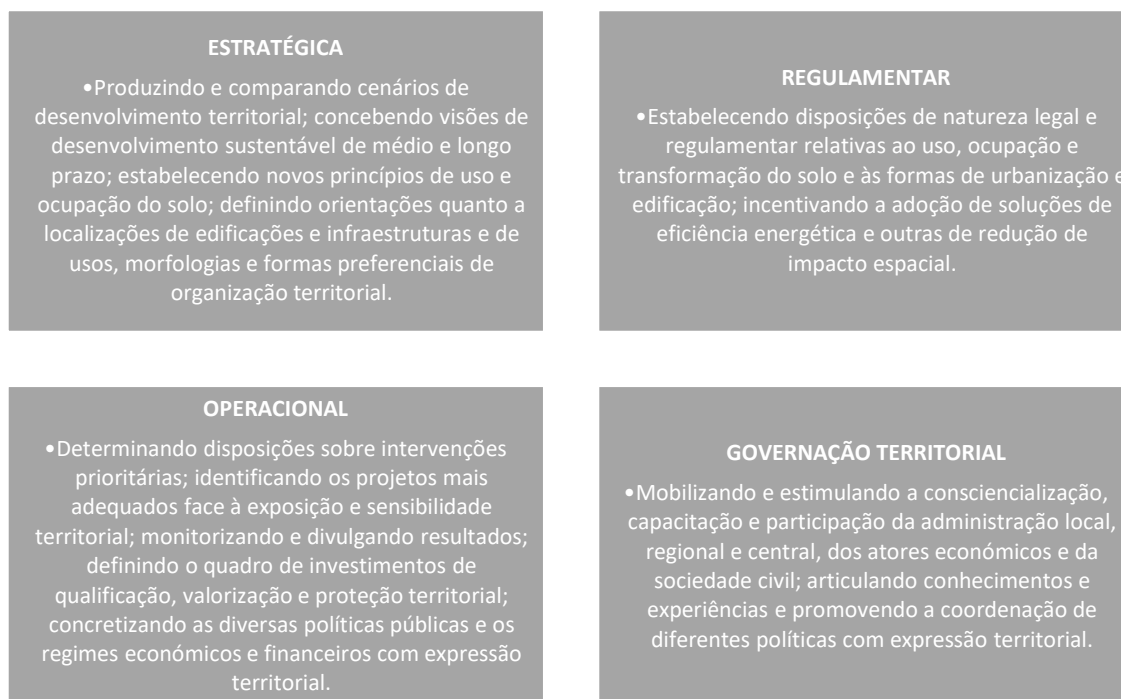 ESTRATÉGICA
•Produzindo e comparando cenários de
desenvolvimento territorial; concebendo visões de
desenvolvimento sustentável de médio e longo
prazo; estabelecendo novos princípios de uso e
ocupação do solo; definindo orientações quanto a
localizações de edificações e infraestruturas e de
usos, morfologias e formas preferenciais de
organização territorial.
REGULAMENTAR
•Estabelecendo disposições de natureza legal e
regulamentar relativas ao uso, ocupação e
transformação do solo e às formas de urbanização e
edificação; incentivando a adoção de soluções de
eficiência energética e outras de redução de
impacto espacial.
OPERACIONAL
•Determinando disposições sobre intervenções
prioritárias; identificando os projetos mais
adequados face à exposição e sensibilidade
territorial; monitorizando e divulgando resultados;
definindo o quadro de investimentos de
qualificação, valorização e proteção territorial;
concretizando as diversas políticas públicas e os
regimes económicos e financeiros com expressão
territorial.
GOVERNAÇÃO TERRITORIAL
•Mobilizando e estimulando a consciencialização,
capacitação e participação da administração local,
regional e central, dos atores económicos e da
sociedade civil; articulando conhecimentos e
experiências e promovendo a coordenação de
diferentes políticas com expressão territorial.